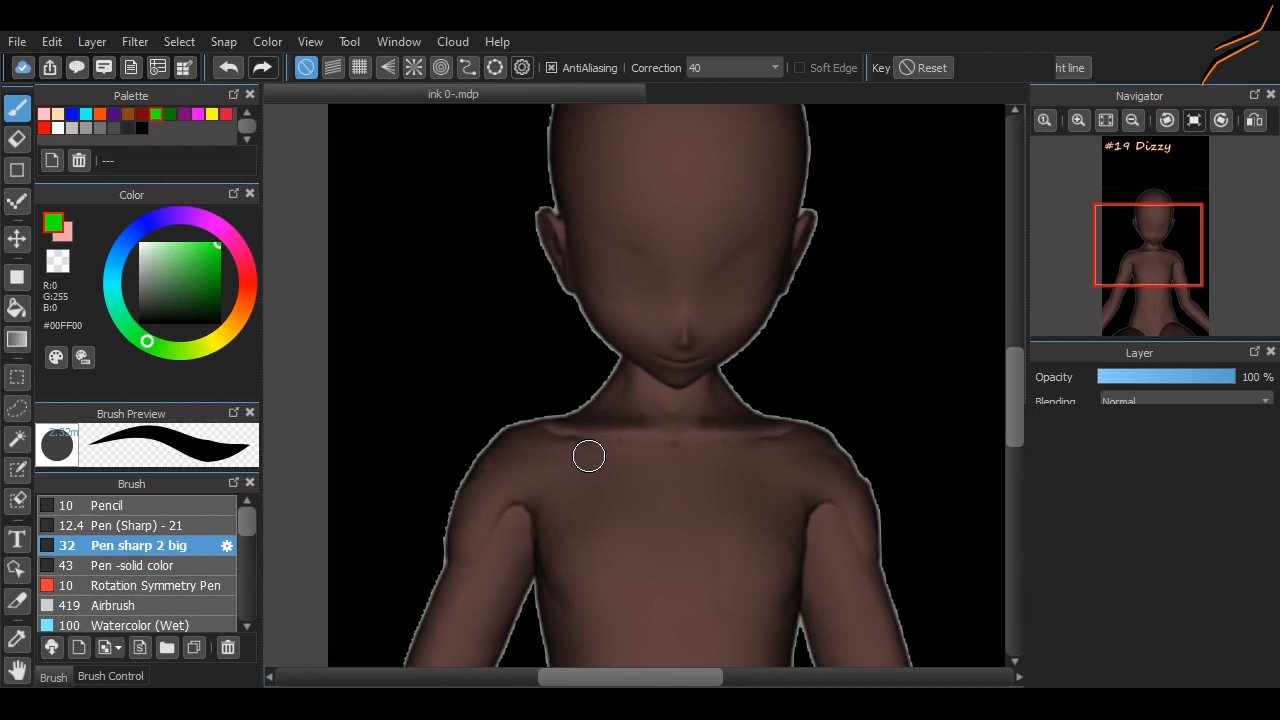 File Edit Layer Filter Select Snap Color View Tool Window Cloud Help
AntiAliasing Correction 40 Soft Edge Key Reset ht line
Palette
ink 0-.mdp
Navigator
---
#19 Dizzy
Color
R:0
G:255
B:0
#00FF00
Layer
Opacity 100 %
Blending Normal
Brush Preview
Brush
10 Pencil
12.4 Pen (Sharp) - 21
32 Pen sharp 2 big
43 Pen -solid color
10 Rotation Symmetry Pen
419 Airbrush
100 Watercolor (Wet)
Brush Brush Control